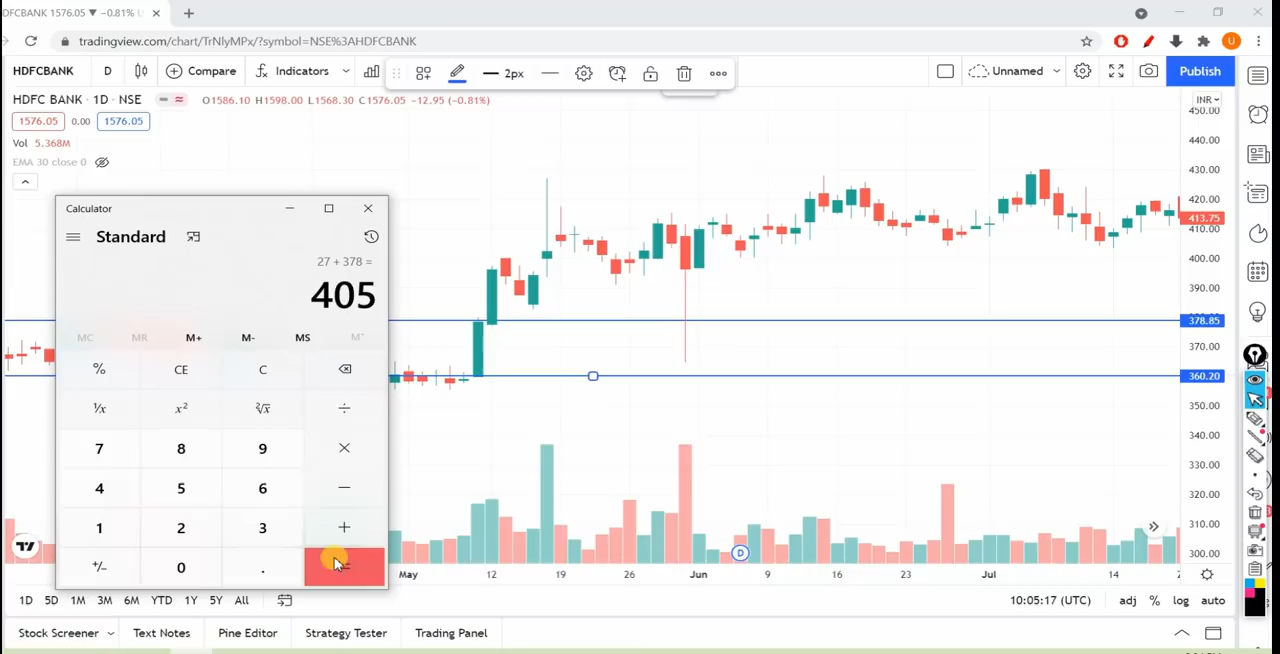 DFCBANK 1576.05 ▼ −0.81% U
tradingview.com/chart/TrNlyMPx/?symbol=NSE%3AHDFCBANK
U
HDFCBANK D Compare Indicators 2px Unnamed Publish
HDFC BANK · 1D · NSE O1586.10 H1598.00 L1568.30 C1576.05 −12.95 (−0.81%)
INR
1576.05 0.00 1576.05
Vol 5.368M
EMA 30 close 0
450.00
440.00
430.00
420.00
413.75
410.00
400.00
390.00
380.00
378.85
370.00
360.20
350.00
340.00
330.00
320.00
310.00
300.00
Calculator
Standard
27 + 378 =
405
MC MR M+ M- MS M˅
% CE C
¹/x x² ²√x ÷
7 8 9 ×
4 5 6 −
1 2 3 +
+/− 0 . =
D
May 12 19 26 Jun 9 16 23 Jul 14 2
1D 5D 1M 3M 6M YTD 1Y 5Y All 10:05:17 (UTC) adj % log auto
Stock Screener Text Notes Pine Editor Strategy Tester Trading Panel